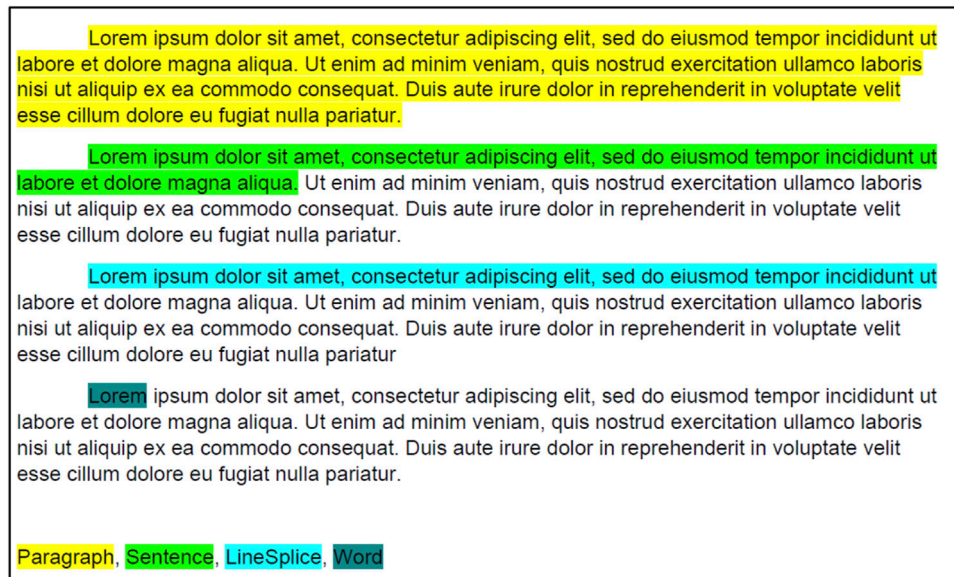 Lorem ipsum dolor sit amet, consectetur adipiscing elit, sed do eiusmod tempor incididunt ut
labore et dolore magna aliqua. Ut enim ad minim veniam, quis nostrud exercitation ullamco laboris
nisi ut aliquip ex ea commodo consequat. Duis aute irure dolor in reprehenderit in voluptate velit
esse cillum dolore eu fugiat nulla pariatur.
Lorem ipsum dolor sit amet, consectetur adipiscing elit, sed do eiusmod tempor incididunt ut
labore et dolore magna aliqua. Ut enim ad minim veniam, quis nostrud exercitation ullamco laboris
nisi ut aliquip ex ea commodo consequat. Duis aute irure dolor in reprehenderit in voluptate velit
esse cillum dolore eu fugiat nulla pariatur.
Lorem ipsum dolor sit amet, consectetur adipiscing elit, sed do eiusmod tempor incididunt ut
labore et dolore magna aliqua. Ut enim ad minim veniam, quis nostrud exercitation ullamco laboris
nisi ut aliquip ex ea commodo consequat. Duis aute irure dolor in reprehenderit in voluptate velit
esse cillum dolore eu fugiat nulla pariatur
Lorem ipsum dolor sit amet, consectetur adipiscing elit, sed do eiusmod tempor incididunt ut
labore et dolore magna aliqua. Ut enim ad minim veniam, quis nostrud exercitation ullamco laboris
nisi ut aliquip ex ea commodo consequat. Duis aute irure dolor in reprehenderit in voluptate velit
esse cillum dolore eu fugiat nulla pariatur.
Paragraph, Sentence, LineSplice, Word